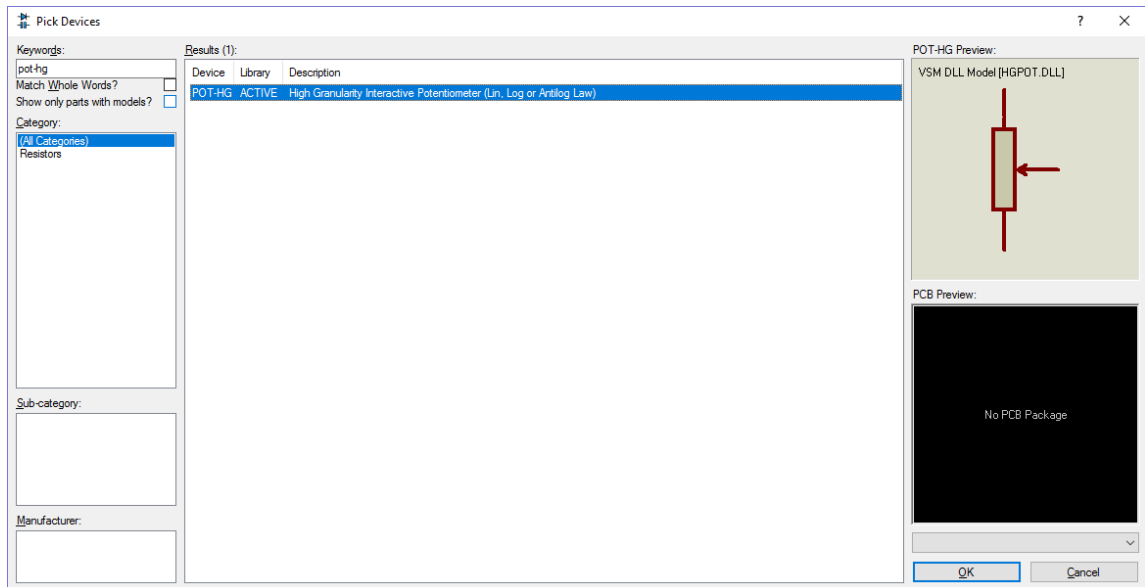 Pick Devices
?
Keywords:
pot-hg
Match Whole Words?
Show only parts with models?
Category:
(All Categories)
Resistors
Sub-category:
Manufacturer:
Results (1):
Device Library Description
POT-HG ACTIVE High Granularity Interactive Potentiometer (Lin, Log or Antilog Law)
POT-HG Preview:
VSM DLL Model [HGPOT.DLL]
PCB Preview:
No PCB Package
OK Cancel